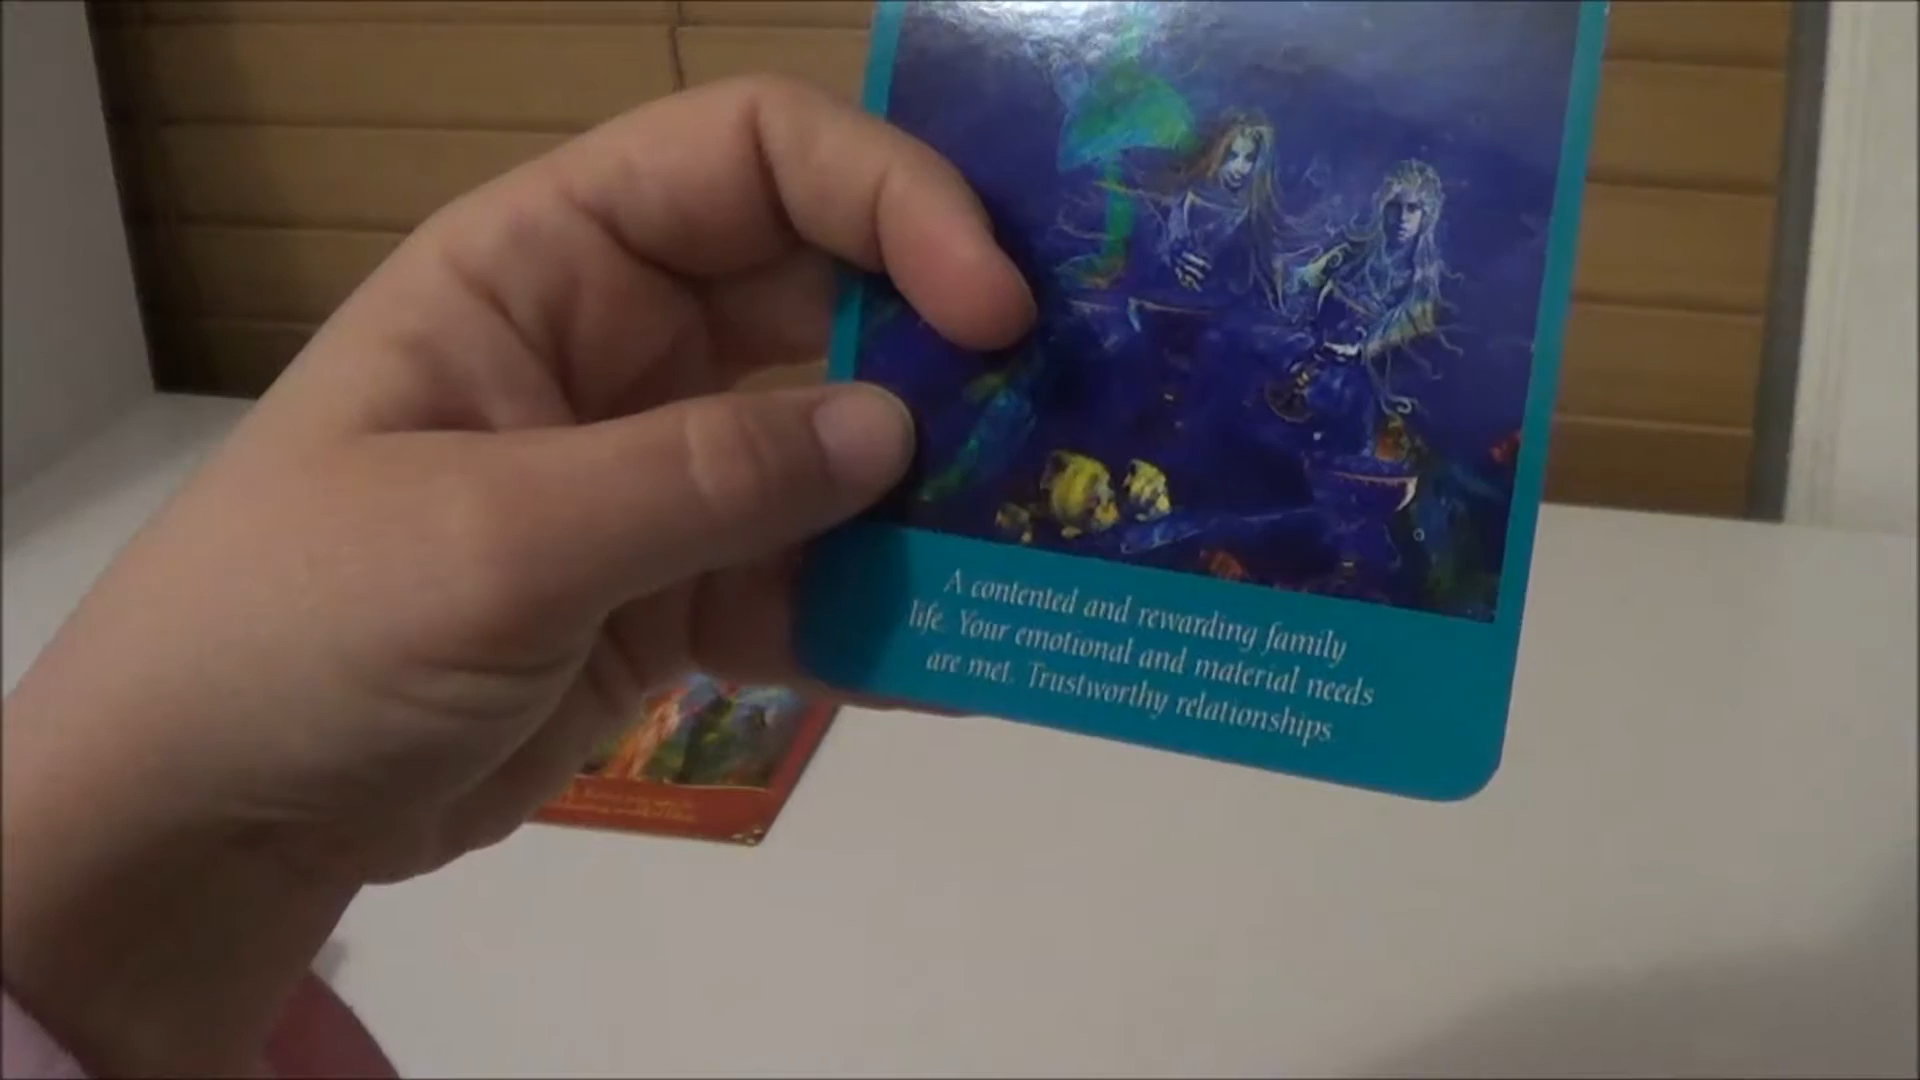 A contented and rewarding family
life. Your emotional and material needs
are met. Trustworthy relationships